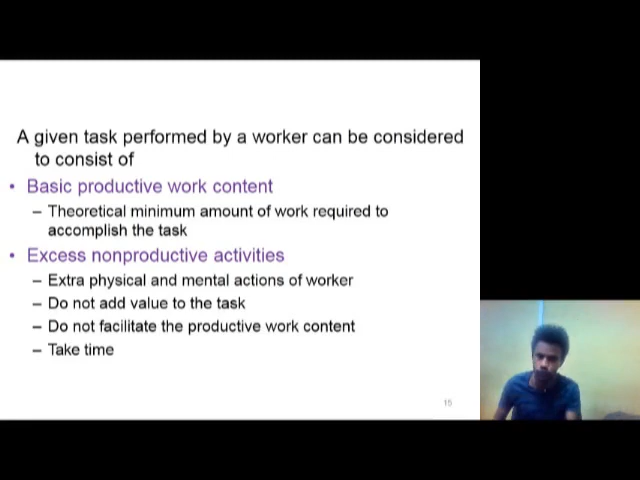 A given task performed by a worker can be considered
to consist of
• Basic productive work content
– Theoretical minimum amount of work required to
accomplish the task
• Excess nonproductive activities
– Extra physical and mental actions of worker
– Do not add value to the task
– Do not facilitate the productive work content
– Take time
15